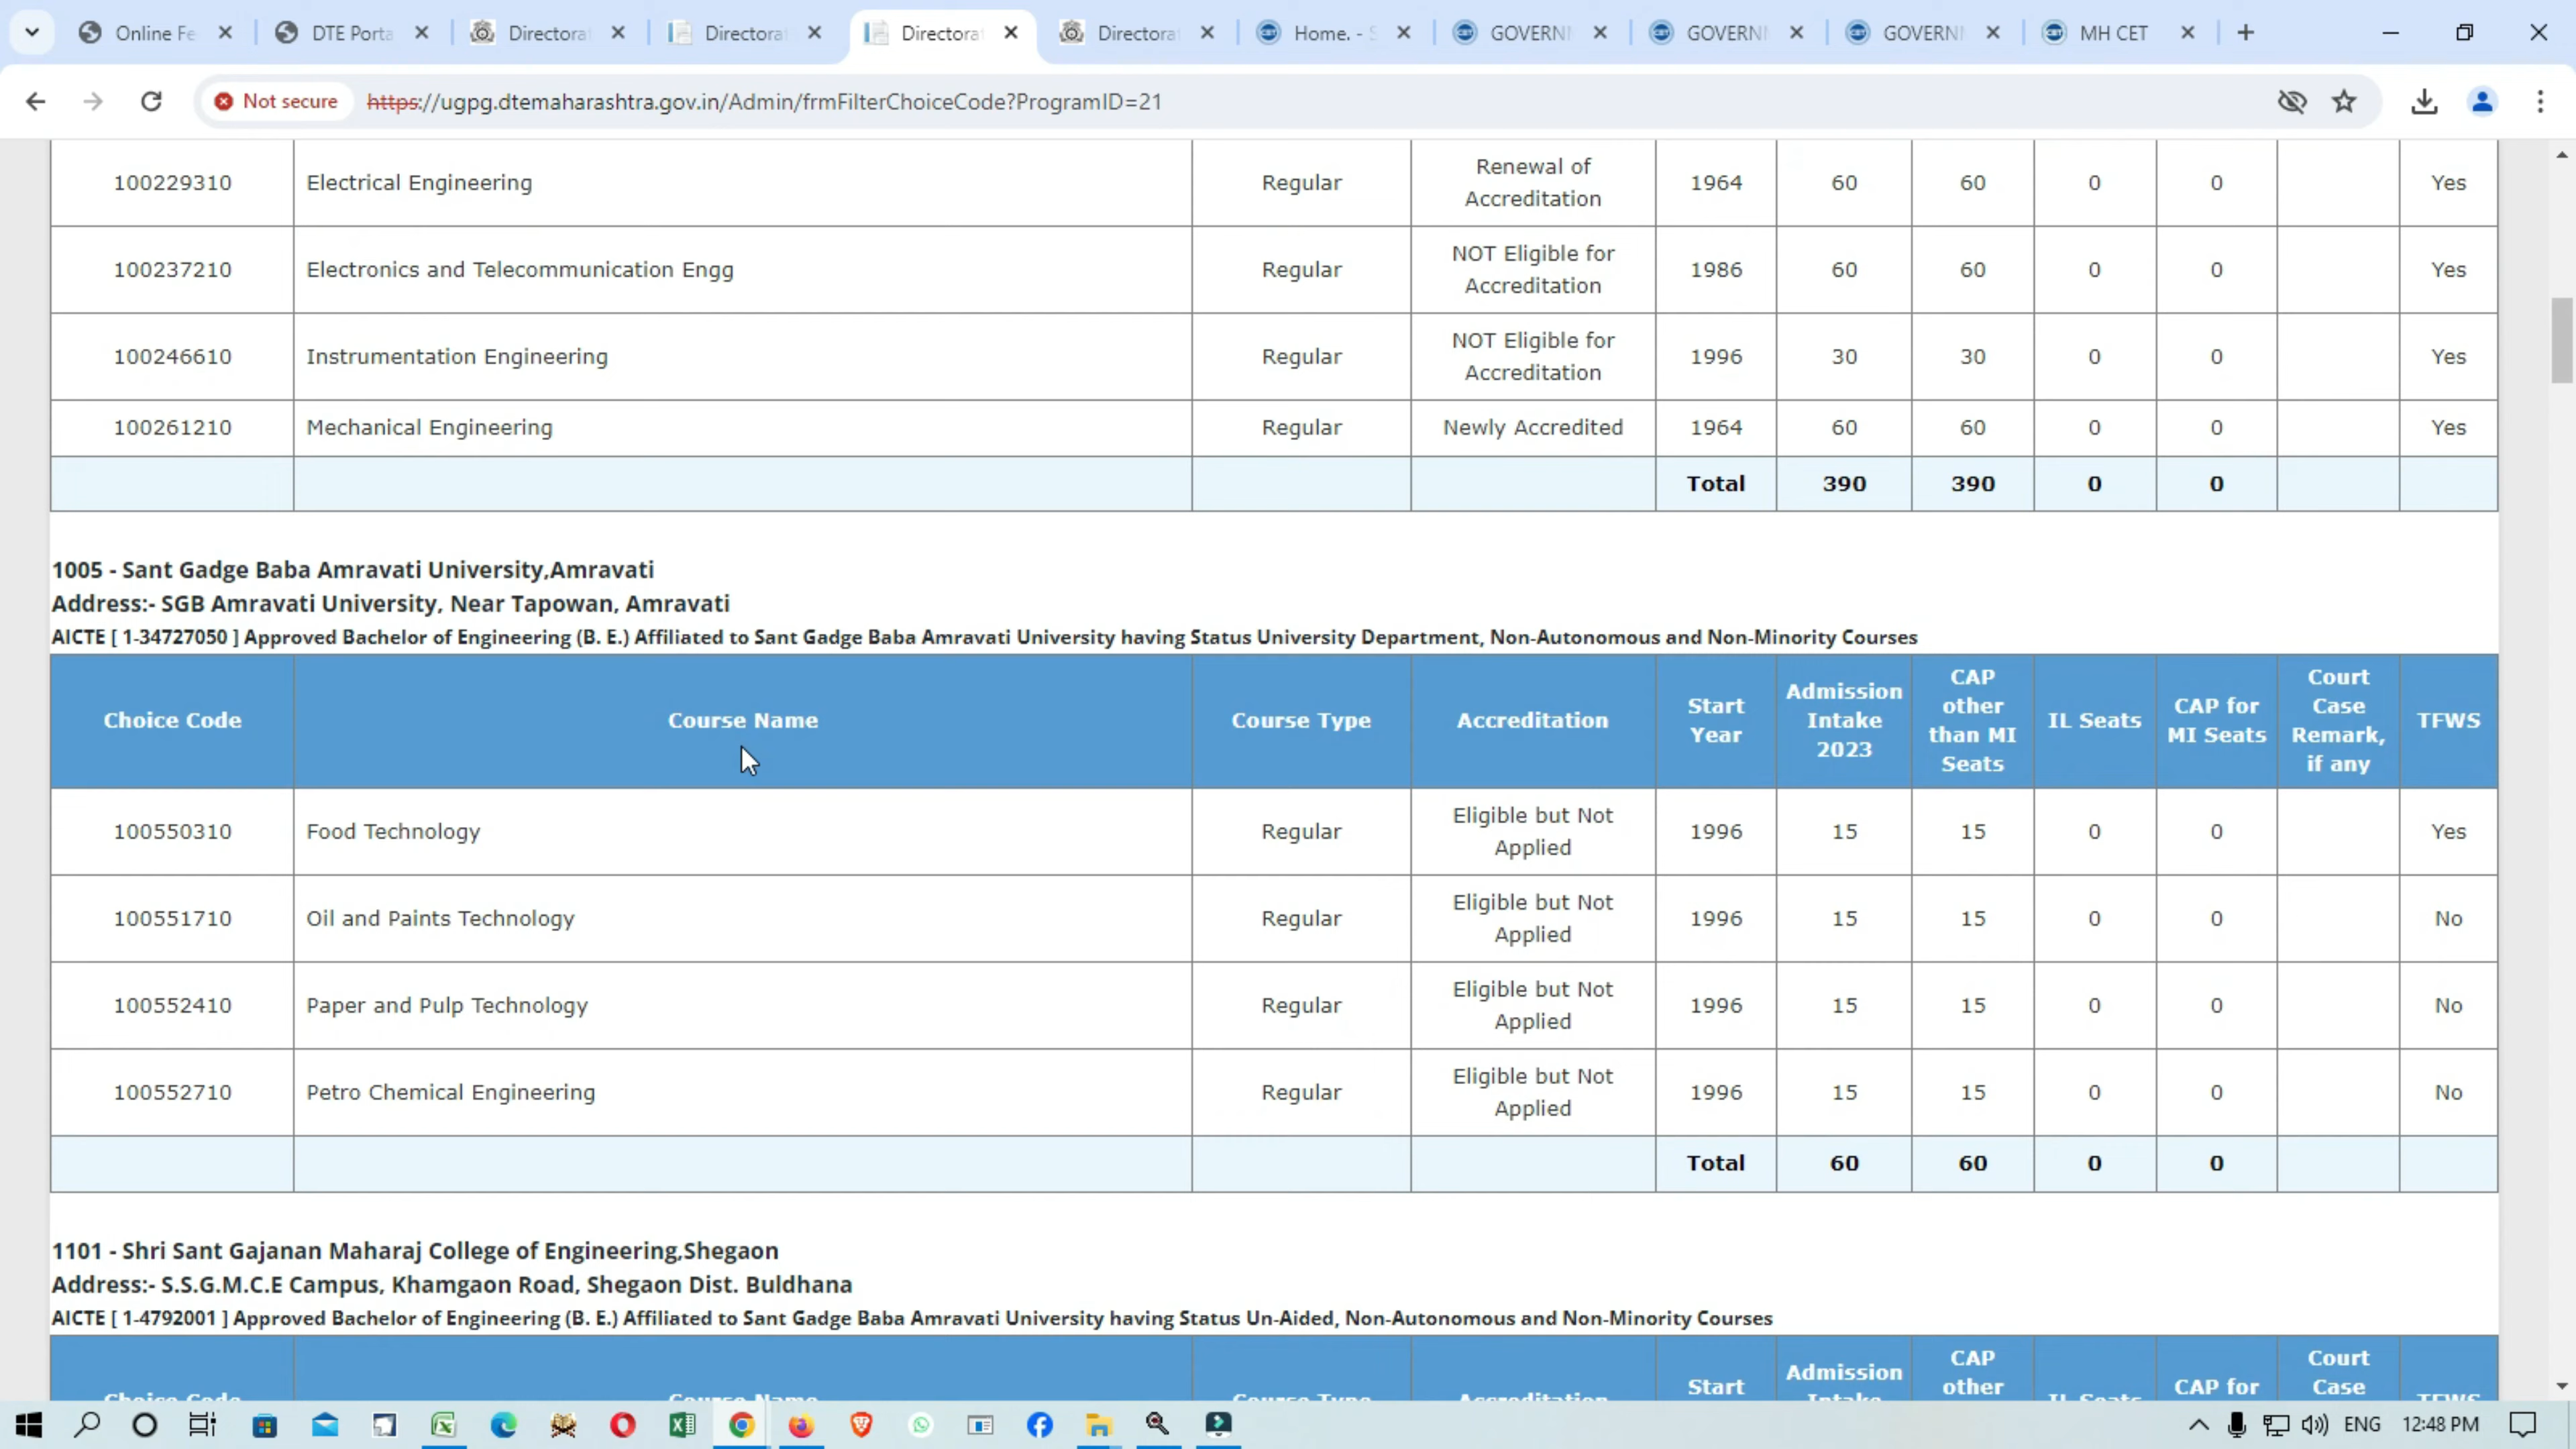 Online Fe
DTE Porta
Directora
Directora
Directora
Directora
Home. - S
GOVERNI
GOVERNI
GOVERNI
MH CET
Not secure
https://ugpg.dtemaharashtra.gov.in/Admin/frmFilterChoiceCode?ProgramID=21
100229310 Electrical Engineering Regular Renewal of Accreditation 1964 60 60 0 0 Yes
100237210 Electronics and Telecommunication Engg Regular NOT Eligible for Accreditation 1986 60 60 0 0 Yes
100246610 Instrumentation Engineering Regular NOT Eligible for Accreditation 1996 30 30 0 0 Yes
100261210 Mechanical Engineering Regular Newly Accredited 1964 60 60 0 0 Yes
Total 390 390 0 0
1005 - Sant Gadge Baba Amravati University,Amravati
Address:- SGB Amravati University, Near Tapowan, Amravati
AICTE [ 1-34727050 ] Approved Bachelor of Engineering (B. E.) Affiliated to Sant Gadge Baba Amravati University having Status University Department, Non-Autonomous and Non-Minority Courses
Choice Code Course Name Course Type Accreditation Start Year Admission Intake 2023 CAP other than MI Seats IL Seats CAP for MI Seats Court Case Remark, if any TFWS
100550310 Food Technology Regular Eligible but Not Applied 1996 15 15 0 0 Yes
100551710 Oil and Paints Technology Regular Eligible but Not Applied 1996 15 15 0 0 No
100552410 Paper and Pulp Technology Regular Eligible but Not Applied 1996 15 15 0 0 No
100552710 Petro Chemical Engineering Regular Eligible but Not Applied 1996 15 15 0 0 No
Total 60 60 0 0
1101 - Shri Sant Gajanan Maharaj College of Engineering,Shegaon
Address:- S.S.G.M.C.E Campus, Khamgaon Road, Shegaon Dist. Buldhana
AICTE [ 1-4792001 ] Approved Bachelor of Engineering (B. E.) Affiliated to Sant Gadge Baba Amravati University having Status Un-Aided, Non-Autonomous and Non-Minority Courses
Choice Code Course Name Course Type Accreditation Start Admission Intake CAP other IL Seats CAP for Court Case TFWS
ENG 12:48 PM